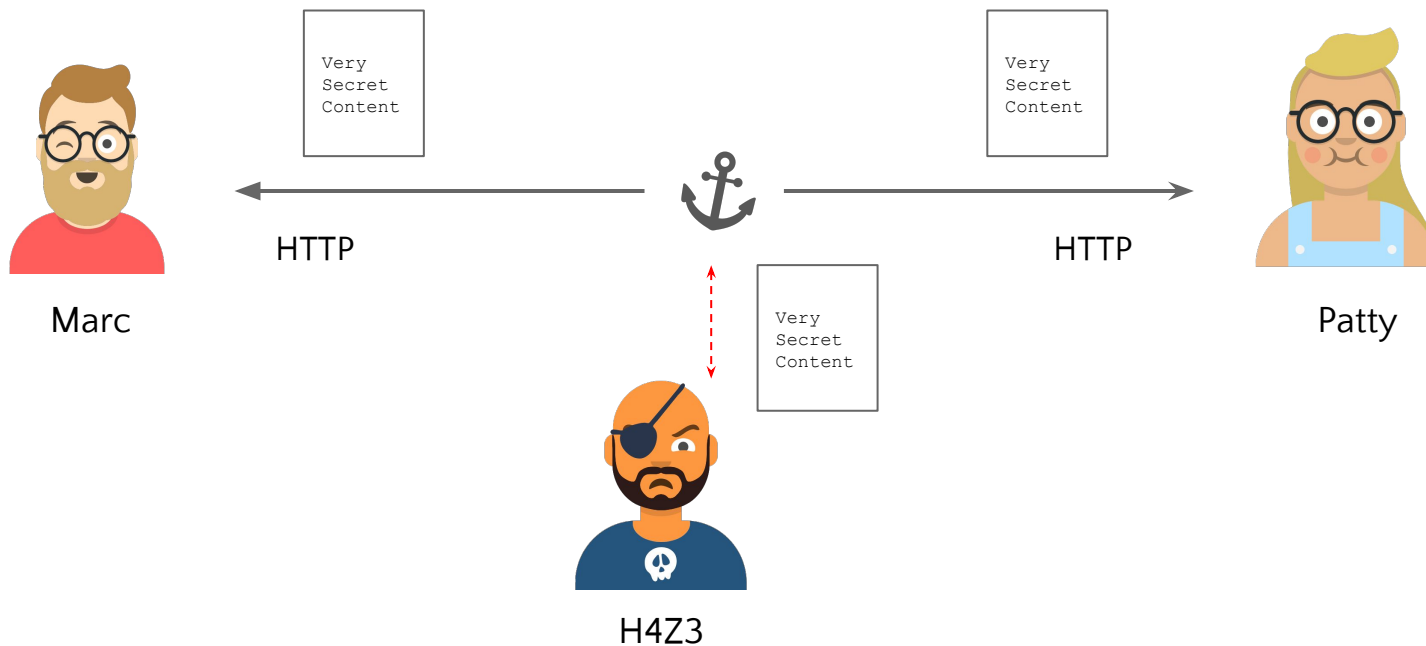 Very
Secret
Content
Very
Secret
Content
HTTP
HTTP
Marc
Patty
Very
Secret
Content
H4Z3